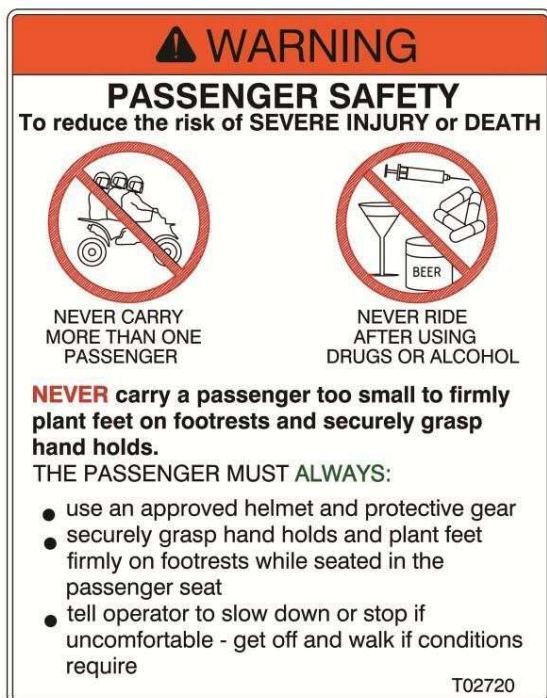 WARNING
PASSENGER SAFETY
To reduce the risk of SEVERE INJURY or DEATH
BEER
NEVER CARRY
MORE THAN ONE
PASSENGER
NEVER RIDE
AFTER USING
DRUGS OR ALCOHOL
NEVER carry a passenger too small to firmly
plant feet on footrests and securely grasp
hand holds.
THE PASSENGER MUST ALWAYS:
● use an approved helmet and protective gear
● securely grasp hand holds and plant feet
firmly on footrests while seated in the
passenger seat
● tell operator to slow down or stop if
uncomfortable - get off and walk if conditions
require
T02720